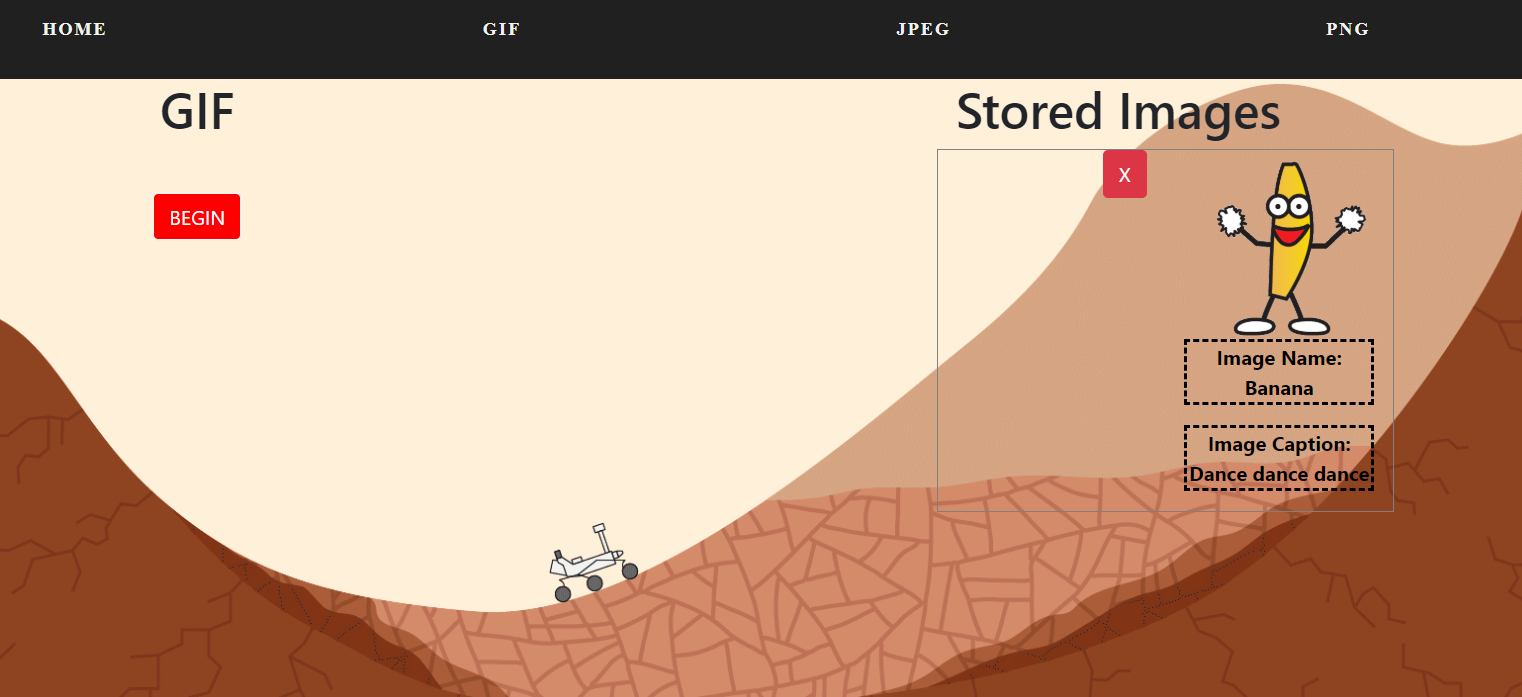 HOME GIF JPEG PNG
GIF
Stored Images
BEGIN
X
Image Name:
Banana
Image Caption:
Dance dance dance